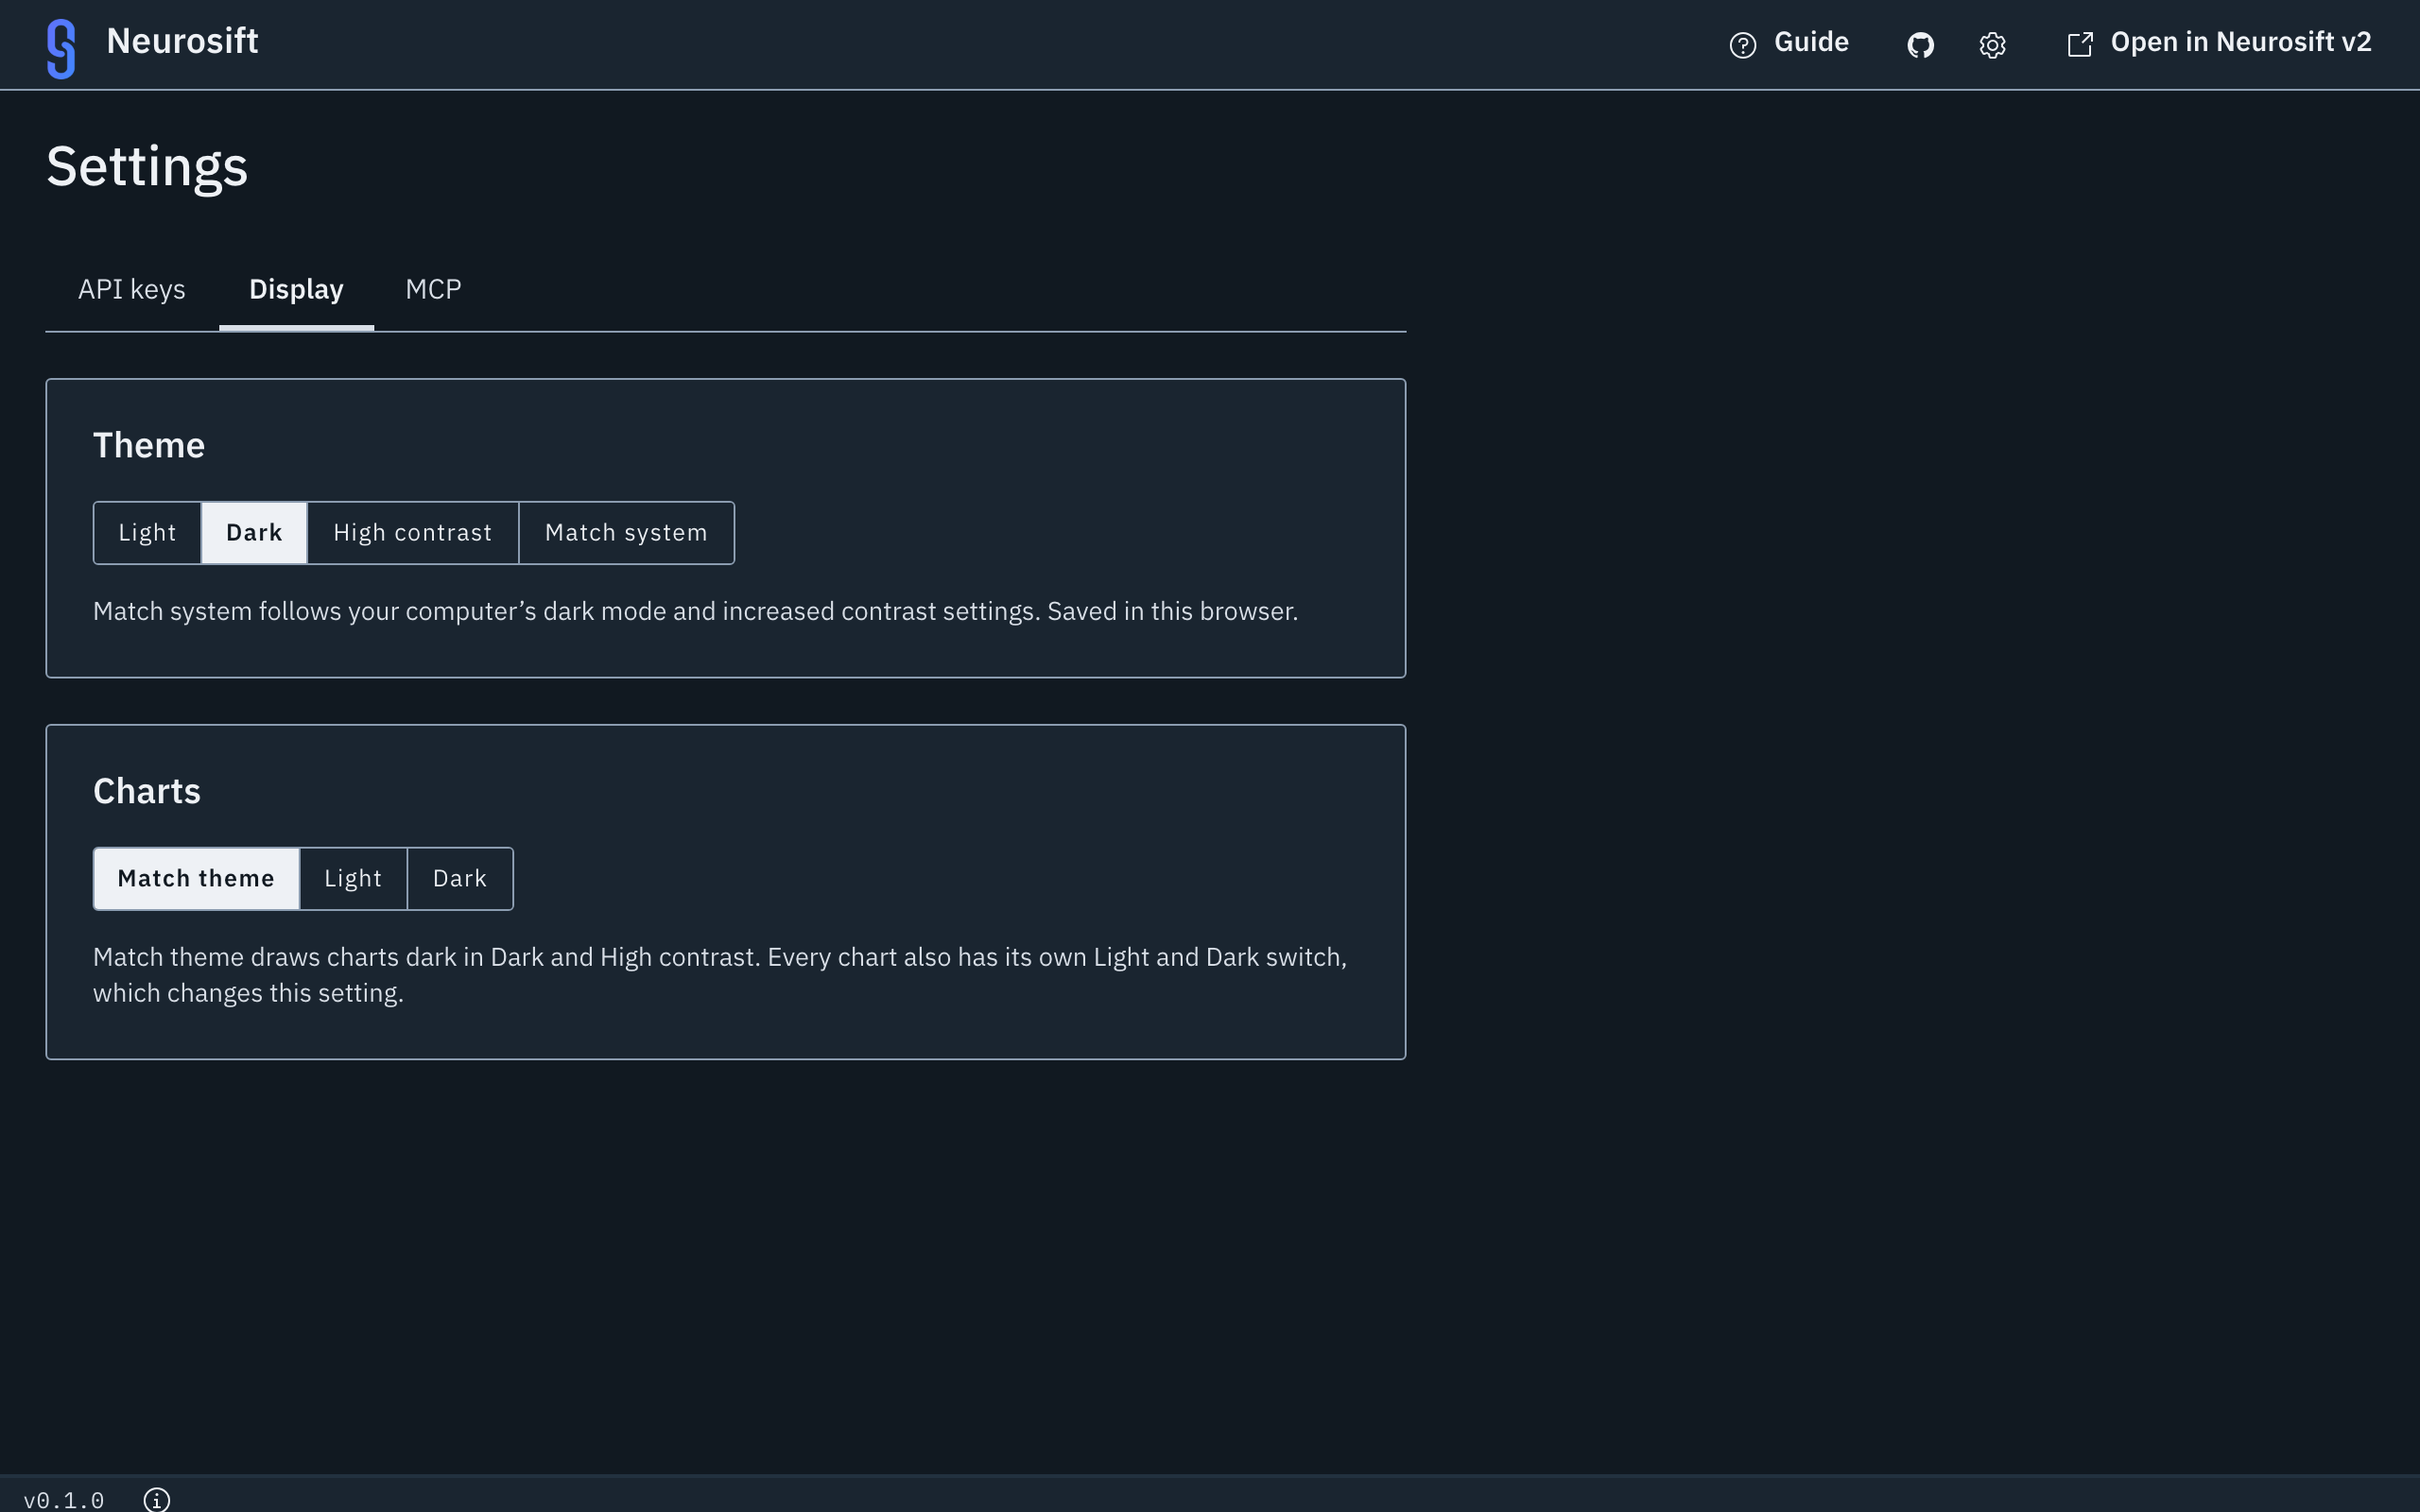 Neurosift
Guide
Open in Neurosift v2
Settings
API keys
Display
MCP
Theme
Light
Dark
High contrast
Match system
Match system follows your computer’s dark mode and increased contrast settings. Saved in this browser.
Charts
Match theme
Light
Dark
Match theme draws charts dark in Dark and High contrast. Every chart also has its own Light and Dark switch,
which changes this setting.
v0.1.0